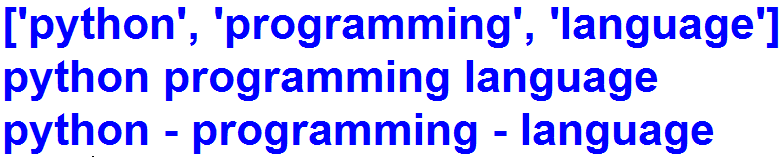 ['python', 'programming', 'language']
python programming language
python - programming - language